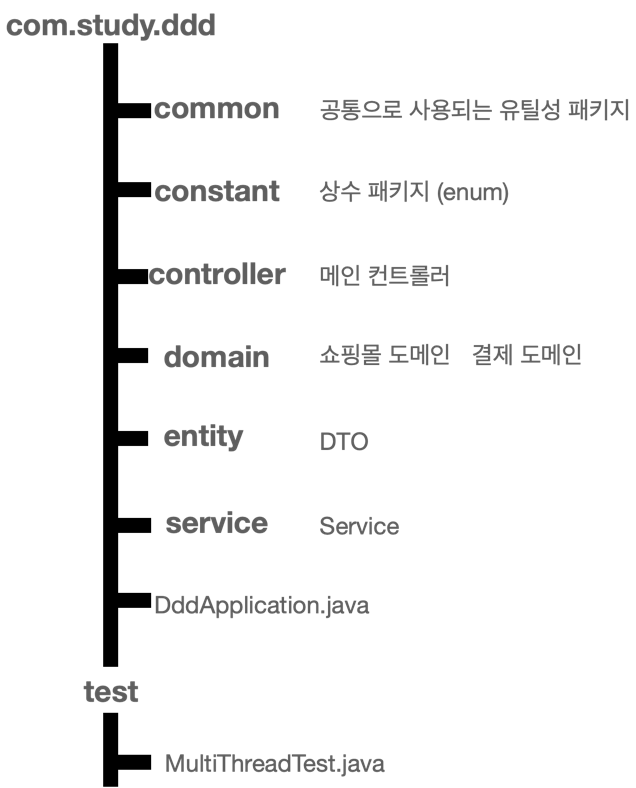 com.study.ddd
common 공통으로 사용되는 유틸성 패키지
constant 상수 패키지 (enum)
controller 메인 컨트롤러
domain 쇼핑몰 도메인 결제 도메인
entity DTO
service Service
DddApplication.java
test
MultiThreadTest.java